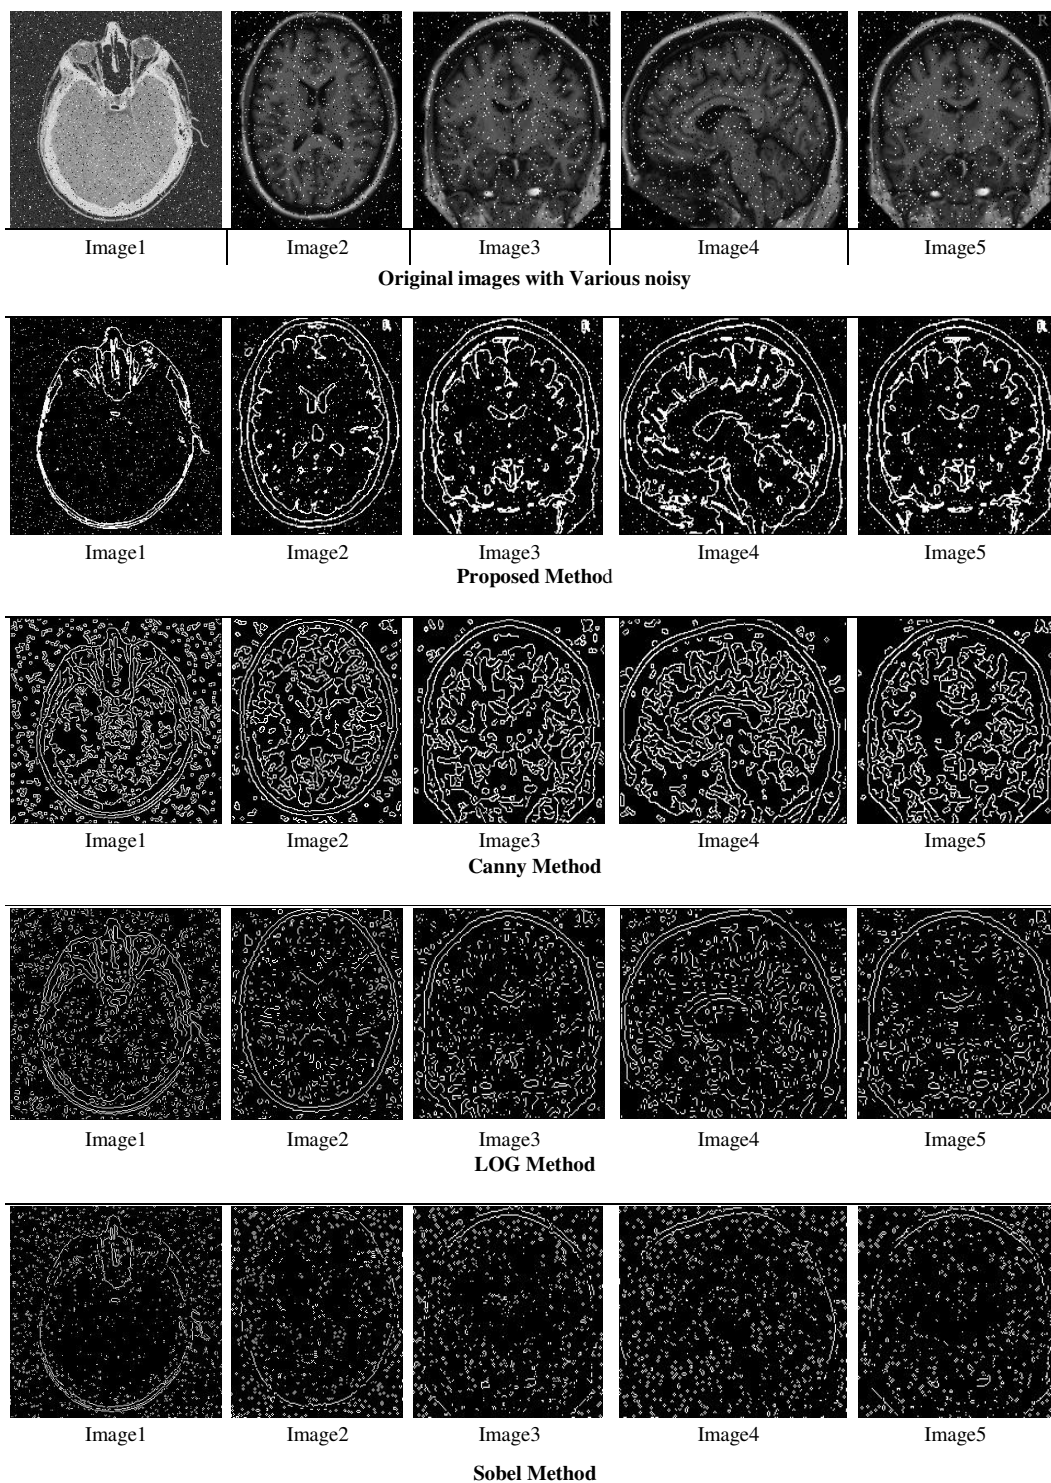 R R R
Image1 Image2 Image3 Image4 Image5
Original images with Various noisy
R R R
Image1 Image2 Image3 Image4 Image5
Proposed Method
Image1 Image2 Image3 Image4 Image5
Canny Method
Image1 Image2 Image3 Image4 Image5
LOG Method
Image1 Image2 Image3 Image4 Image5
Sobel Method